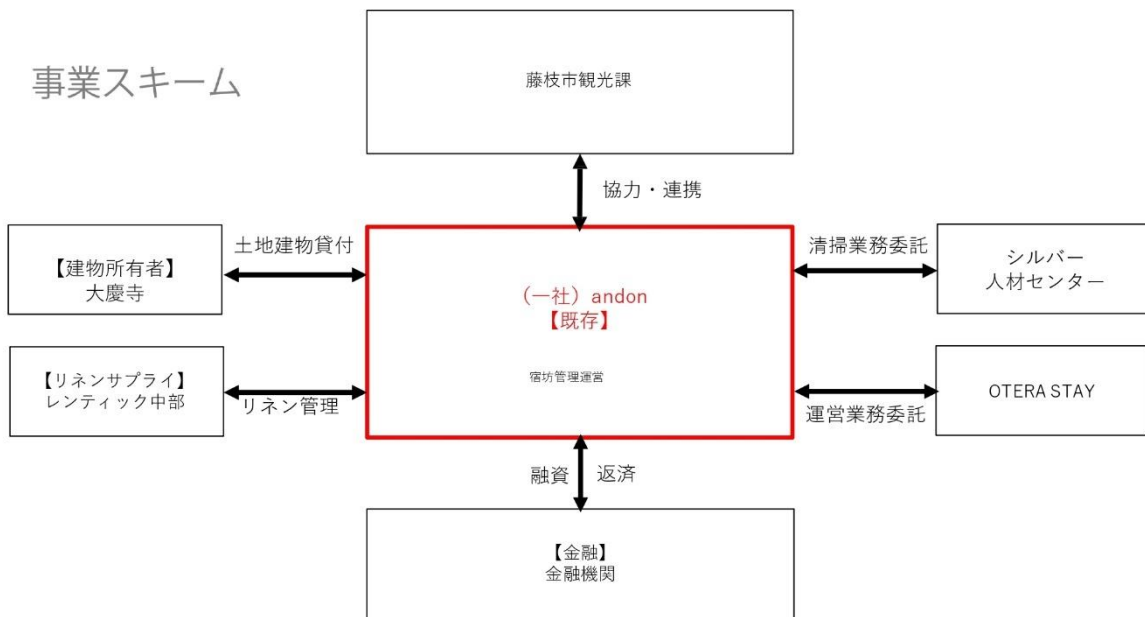 事業スキーム
藤枝市観光課
協力・連携
【建物所有者】
大慶寺
土地建物貸付
（一社）andon
【既存】
宿坊管理運営
清掃業務委託
シルバー
人材センター
【リネンサプライ】
レンティック中部
リネン管理
運営業務委託
OTERA STAY
融資
返済
【金融】
金融機関